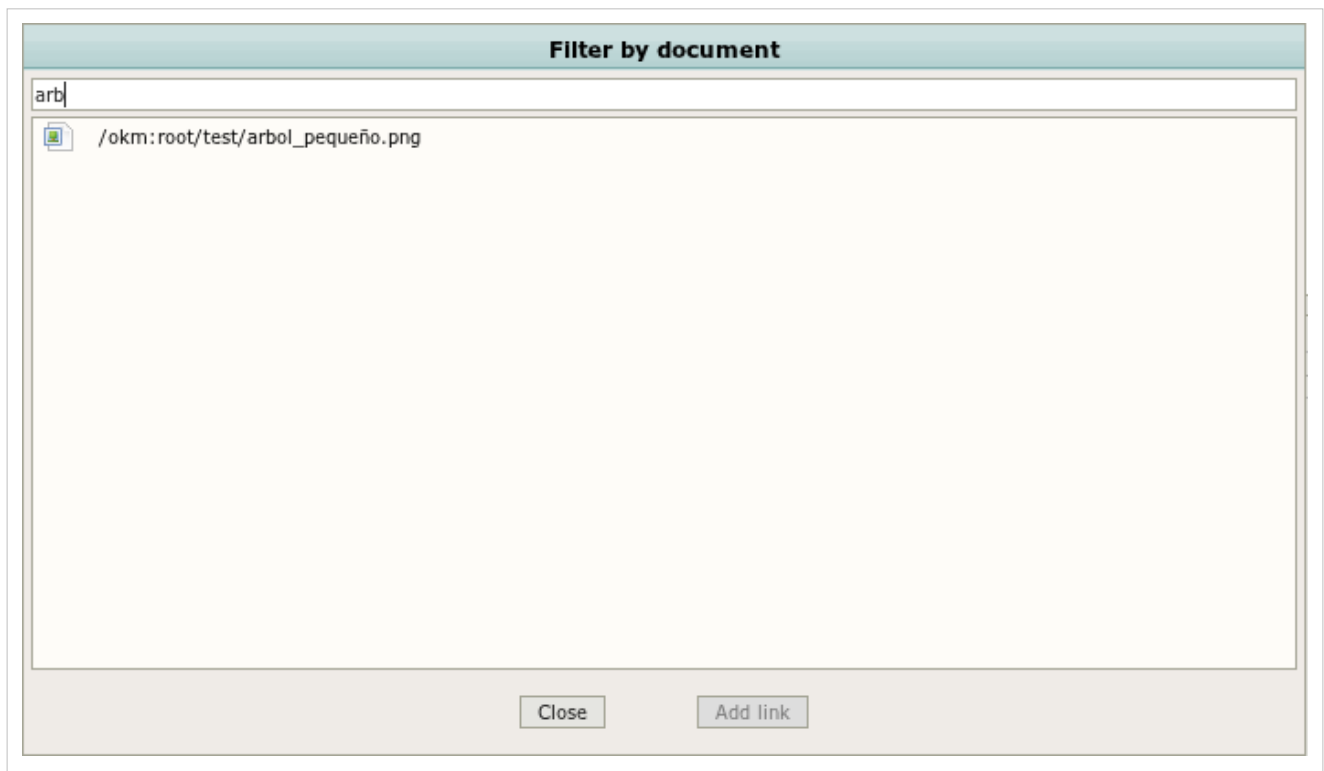 Filter by document
arb
/okm:root/test/arbol_pequeño.png
Close Add link